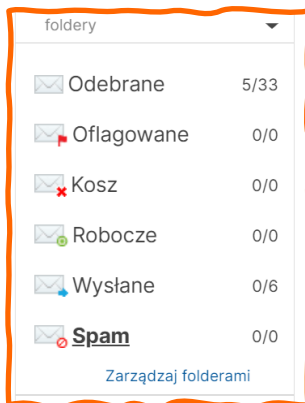 foldery
Odebrane 5/33
Oflagowane 0/0
Kosz 0/0
Robocze 0/0
Wysłane 0/6
Spam 0/0
Zarządzaj folderami